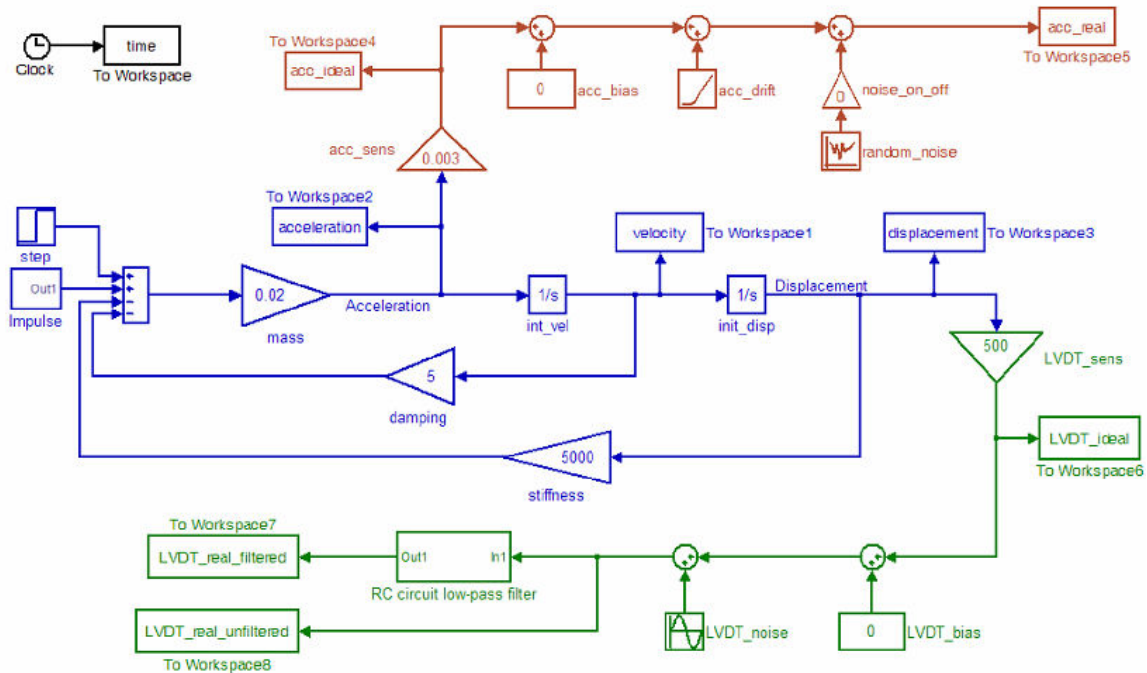 To Workspace4
time
acc_ideal
acc_real
Clock
To Workspace
To Workspace5
0
acc_bias
acc_drift
0
noise_on_off
random_noise
acc_sens
0.003
To Workspace2
acceleration
velocity
To Workspace1
displacement
To Workspace3
step
Out1
Impulse
0.02
mass
Acceleration
1/s
int_vel
1/s
init_disp
Displacement
500
LVDT_sens
5
damping
5000
stiffness
LVDT_ideal
To Workspace6
To Workspace7
LVDT_real_filtered
Out1
In1
RC circuit low-pass filter
LVDT_real_unfiltered
To Workspace8
LVDT_noise
0
LVDT_bias